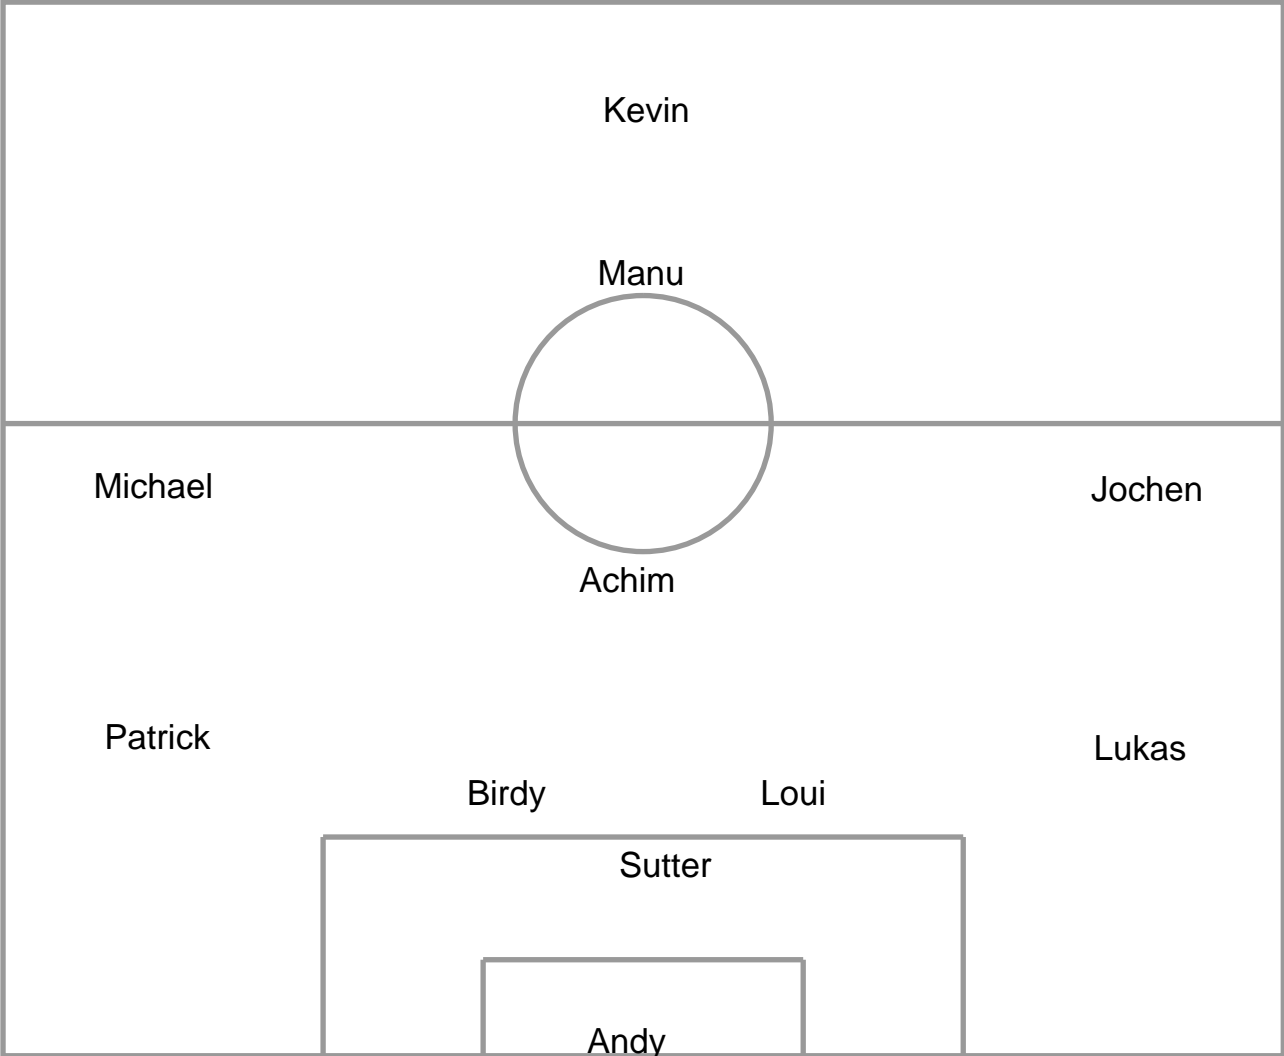 Kevin
Manu
Michael
Jochen
Achim
Patrick
Lukas
Birdy
Loui
Sutter
Andy